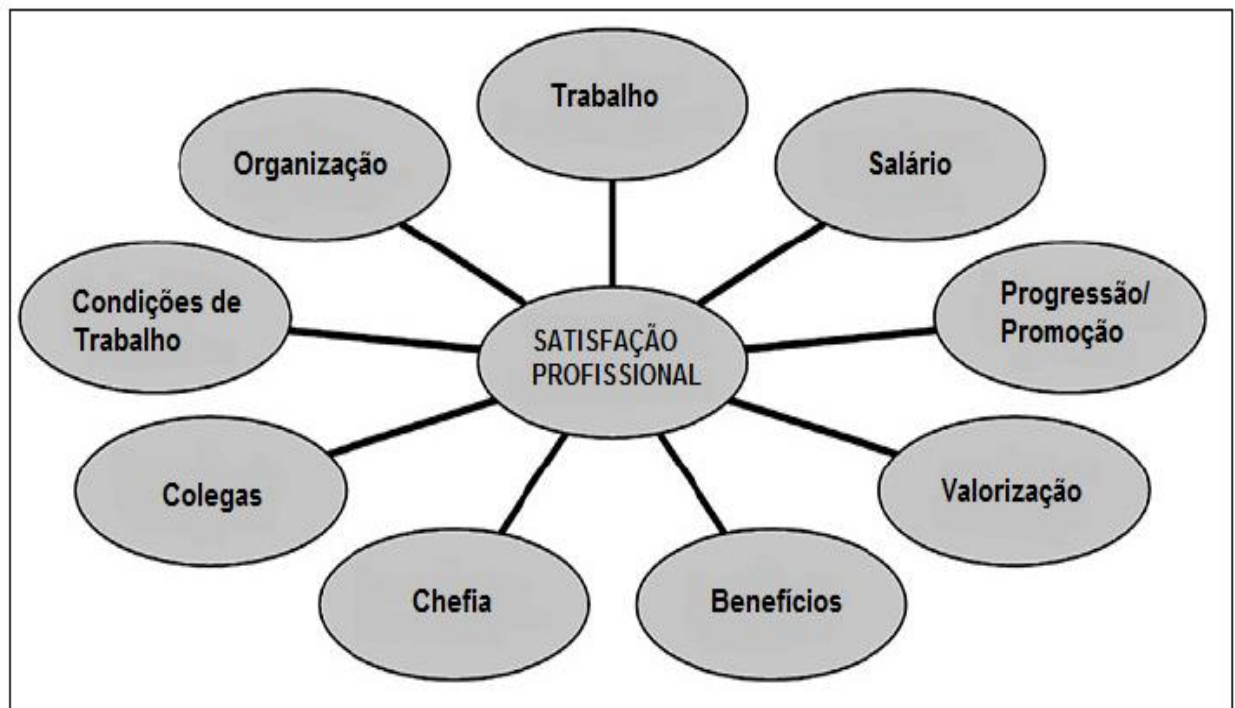 Trabalho
Organização
Salário
Condições de
Trabalho
Progressão/
Promoção
SATISFAÇÃO
PROFISSIONAL
Colegas
Valorização
Chefia
Benefícios